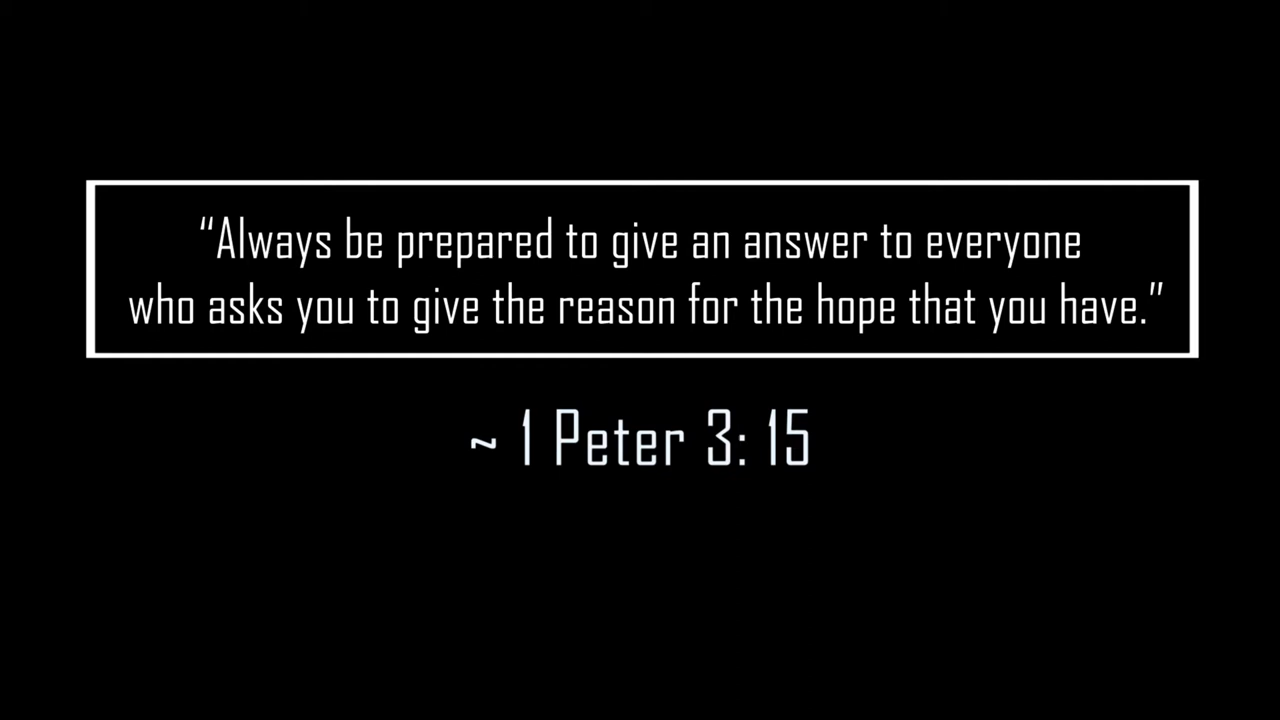 “Always be prepared to give an answer to everyone
who asks you to give the reason for the hope that you have.”
~ 1 Peter 3: 15